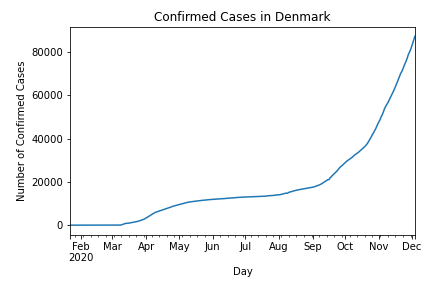 Confirmed Cases in Denmark
Number of Confirmed Cases
80000
60000
40000
20000
0
Feb Mar Apr May Jun Jul Aug Sep Oct Nov Dec
2020
Day